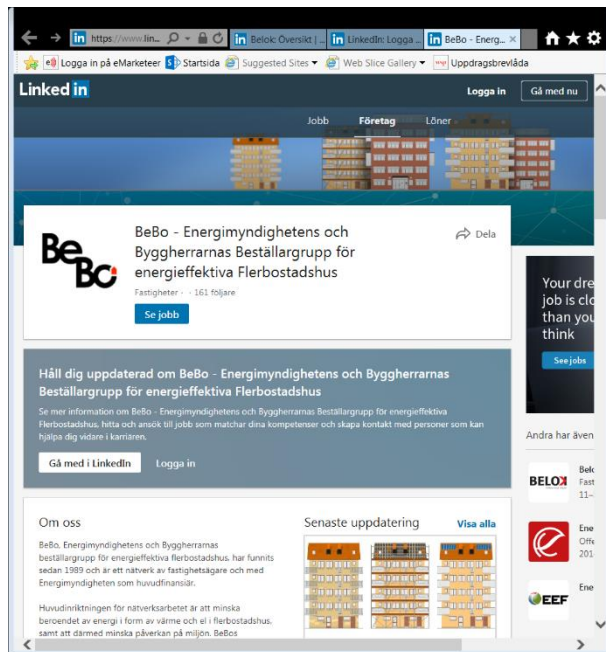 https://www.lin...
Belok: Översikt | ...
LinkedIn: Logga ...
BeBo - Energ...
Logga in på eMarketeer
Startsida
Suggested Sites
Web Slice Gallery
Uppdragsbrevlåda
Linked in
Logga in
Gå med nu
Jobb
Företag
Löner
BeBo
BeBo - Energimyndighetens och
Byggherrarnas Beställargrupp för
energieffektiva Flerbostadshus
Dela
Fastigheter · · 161 följare
Se jobb
Your dre
job is clo
than you
think
See jobs
Håll dig uppdaterad om BeBo - Energimyndighetens och Byggherrarnas
Beställargrupp för energieffektiva Flerbostadshus
Se mer information om BeBo - Energimyndighetens och Byggherrarnas Beställargrupp för energieffektiva
Flerbostadshus, hitta och ansök till jobb som matchar dina kompetenser och skapa kontakt med personer som kan
hjälpa dig vidare i karriären.
Gå med i LinkedIn
Logga in
Andra har även
BELOK
Belo
Fast
11–
Ene
Offe
201-
EEF
Ene
Om oss
BeBo, Energimyndighetens och Byggherrarnas
beställargrupp för energieffektiva flerbostadshus, har funnits
sedan 1989 och är ett nätverk av fastighetsägare och med
Energimyndigheten som huvudfinansiär.
Huvudinriktningen för nätverksarbetet är att minska
beroendet av energi i form av värme och el i flerbostadshus,
samt att därmed minska påverkan på miljön. BeBos
Senaste uppdatering
Visa alla